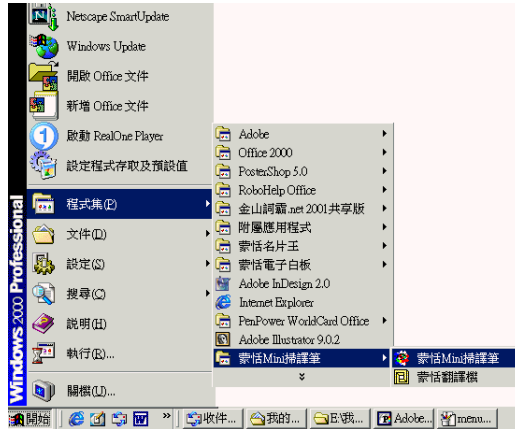 Netscape SmartUpdate
Windows Update
開啟 Office 文件
新增 Office 文件
啟動 RealOne Player
設定程式存取及預設值
程式集(P)
文件(D)
設定(S)
搜尋(C)
說明(H)
執行(R)...
關機(U)...
Windows 2000 Professional
Adobe
Office 2000
PosterShop 5.0
RoboHelp Office
金山詞霸.net 2001共享版
附屬應用程式
蒙恬名片王
蒙恬電子白板
Adobe InDesign 2.0
Internet Explorer
PenPower WorldCard Office
Adobe Illustrator 9.0.2
蒙恬Mini掃譯筆
蒙恬Mini掃譯筆
蒙恬翻譯機
開始 » 收件... 我的... E:\我... Adobe... menu...